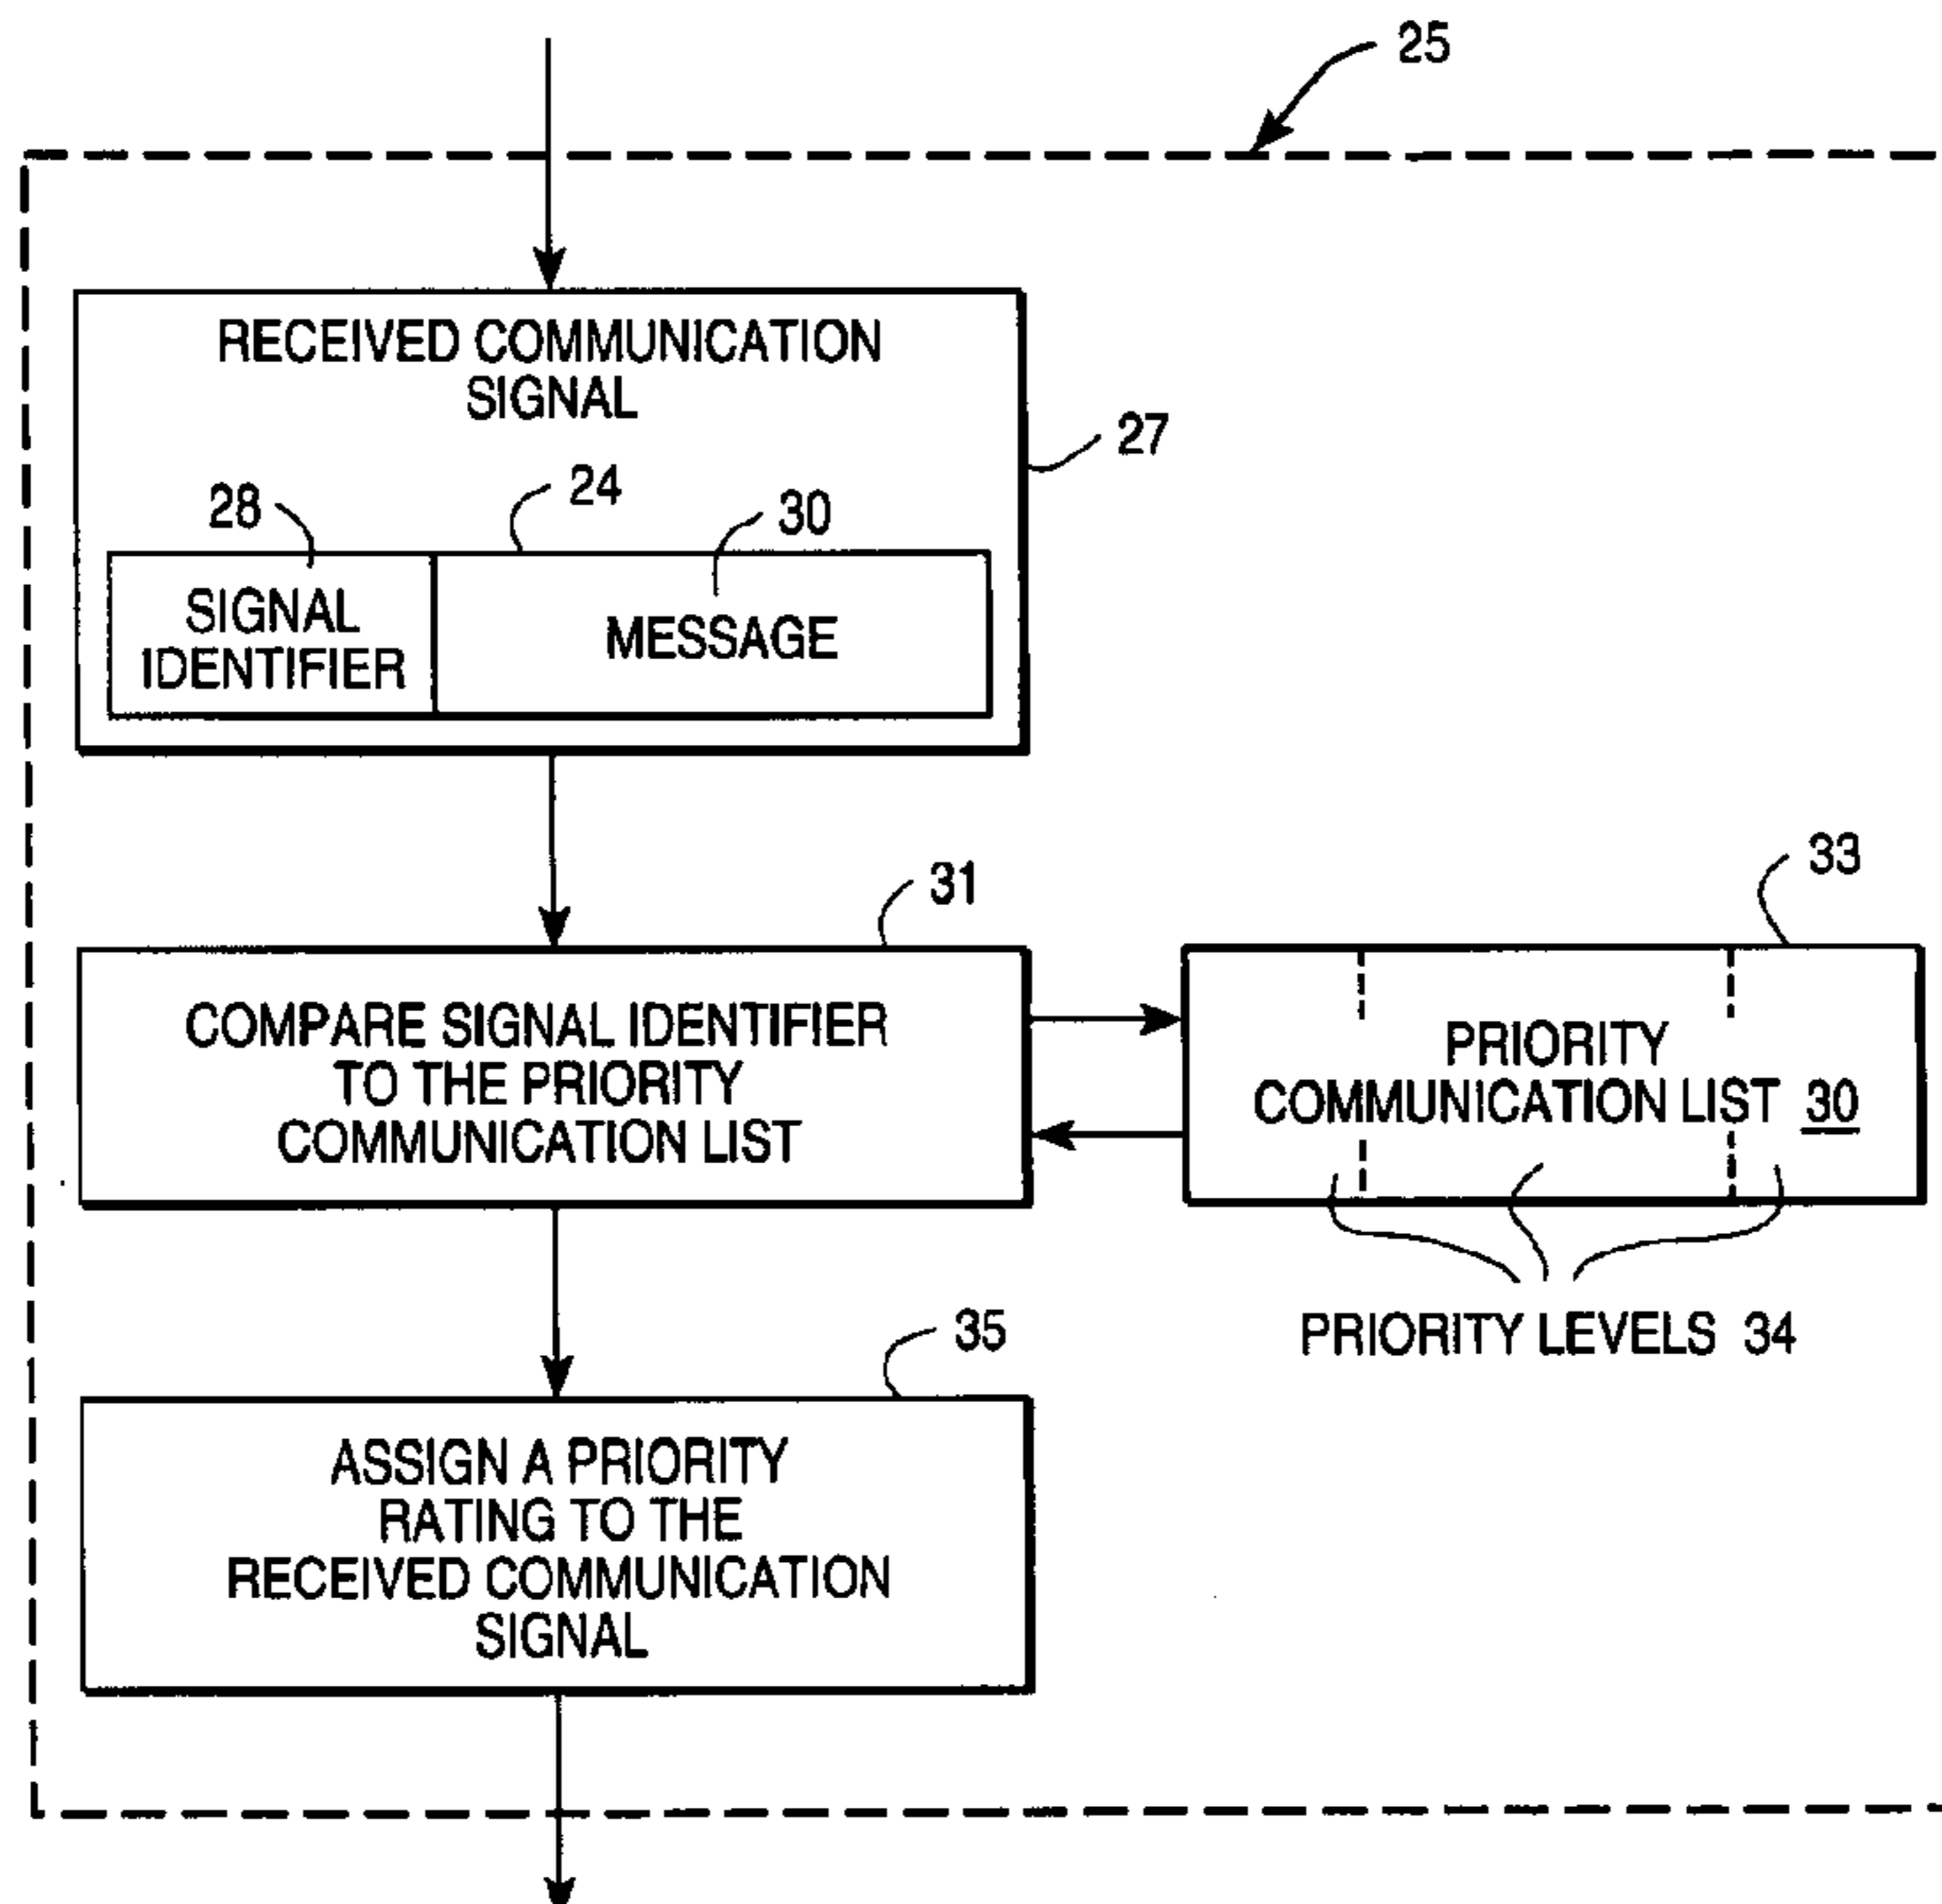 25
RECEIVED COMMUNICATION
SIGNAL
27
28
24
30
SIGNAL
IDENTIFIER
MESSAGE
31
33
COMPARE SIGNAL IDENTIFIER
TO THE PRIORITY
COMMUNICATION LIST
PRIORITY
COMMUNICATION LIST 30
PRIORITY LEVELS 34
35
ASSIGN A PRIORITY
RATING TO THE
RECEIVED COMMUNICATION
SIGNAL